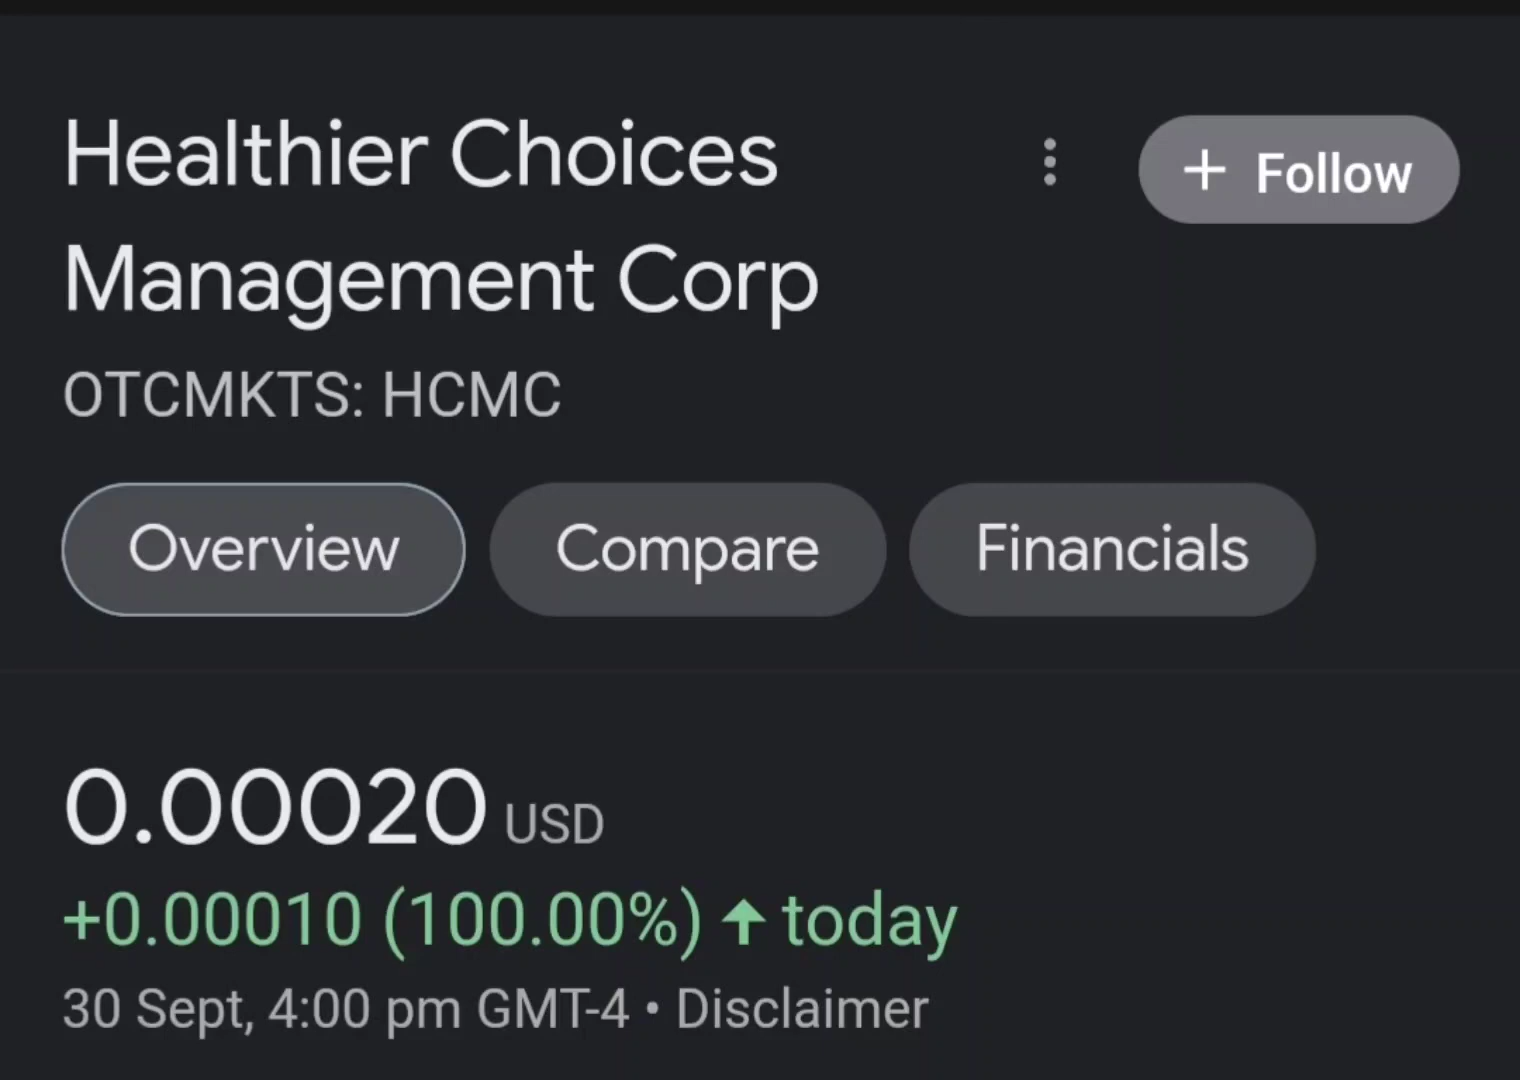 Healthier Choices
Management Corp
+ Follow
OTCMKTS: HCMC
Overview
Compare
Financials
0.00020 USD
+0.00010 (100.00%) ↑ today
30 Sept, 4:00 pm GMT-4 • Disclaimer